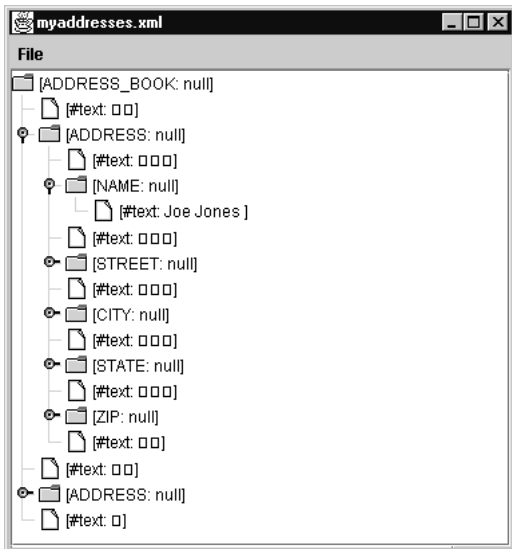 myaddresses.xml
File
[ADDRESS_BOOK: null]
[#text: □□]
[ADDRESS: null]
[#text: □□□]
[NAME: null]
[#text: Joe Jones ]
[#text: □□□]
[STREET: null]
[#text: □□□]
[CITY: null]
[#text: □□□]
[STATE: null]
[#text: □□□]
[ZIP: null]
[#text: □□]
[#text: □□]
[ADDRESS: null]
[#text: □]